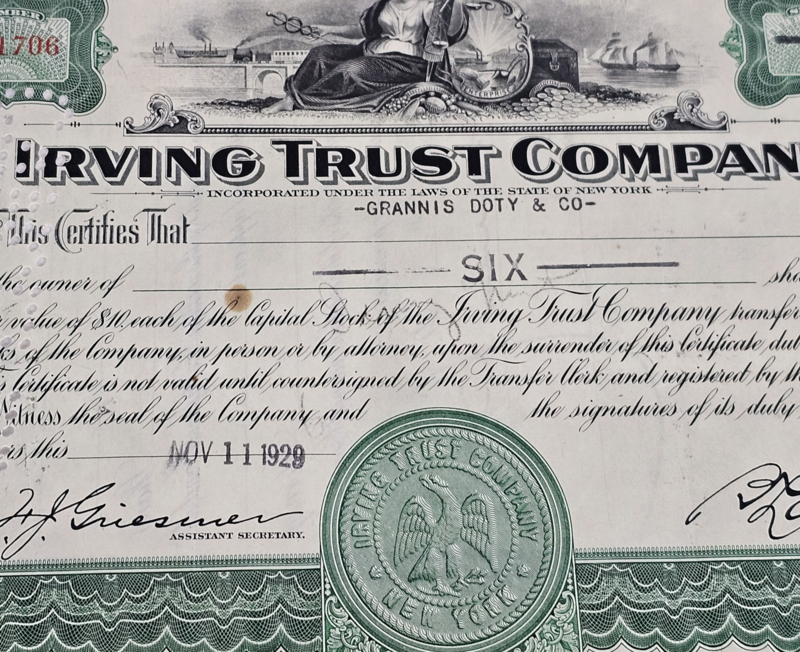 MBER
1706
ENTERPRISE
IRVING TRUST COMPAN
INCORPORATED UNDER THE LAWS OF THE STATE OF NEW YORK
-GRANNIS DOTY & CO-
This Certifies That
the owner of SIX sha
value of $10. each of the Capital Stock of the Irving Trust Company transfer
s of the Company, in person or by attorney, upon the surrender of this Certificate dul
s Certificate is not valid until countersigned by the Transfer Clerk and registered by th
Witness the seal of the Company and the signatures of its duly
rs this NOV 11 1929
IRVING TRUST COMPANY
NEW YORK
ASSISTANT SECRETARY.